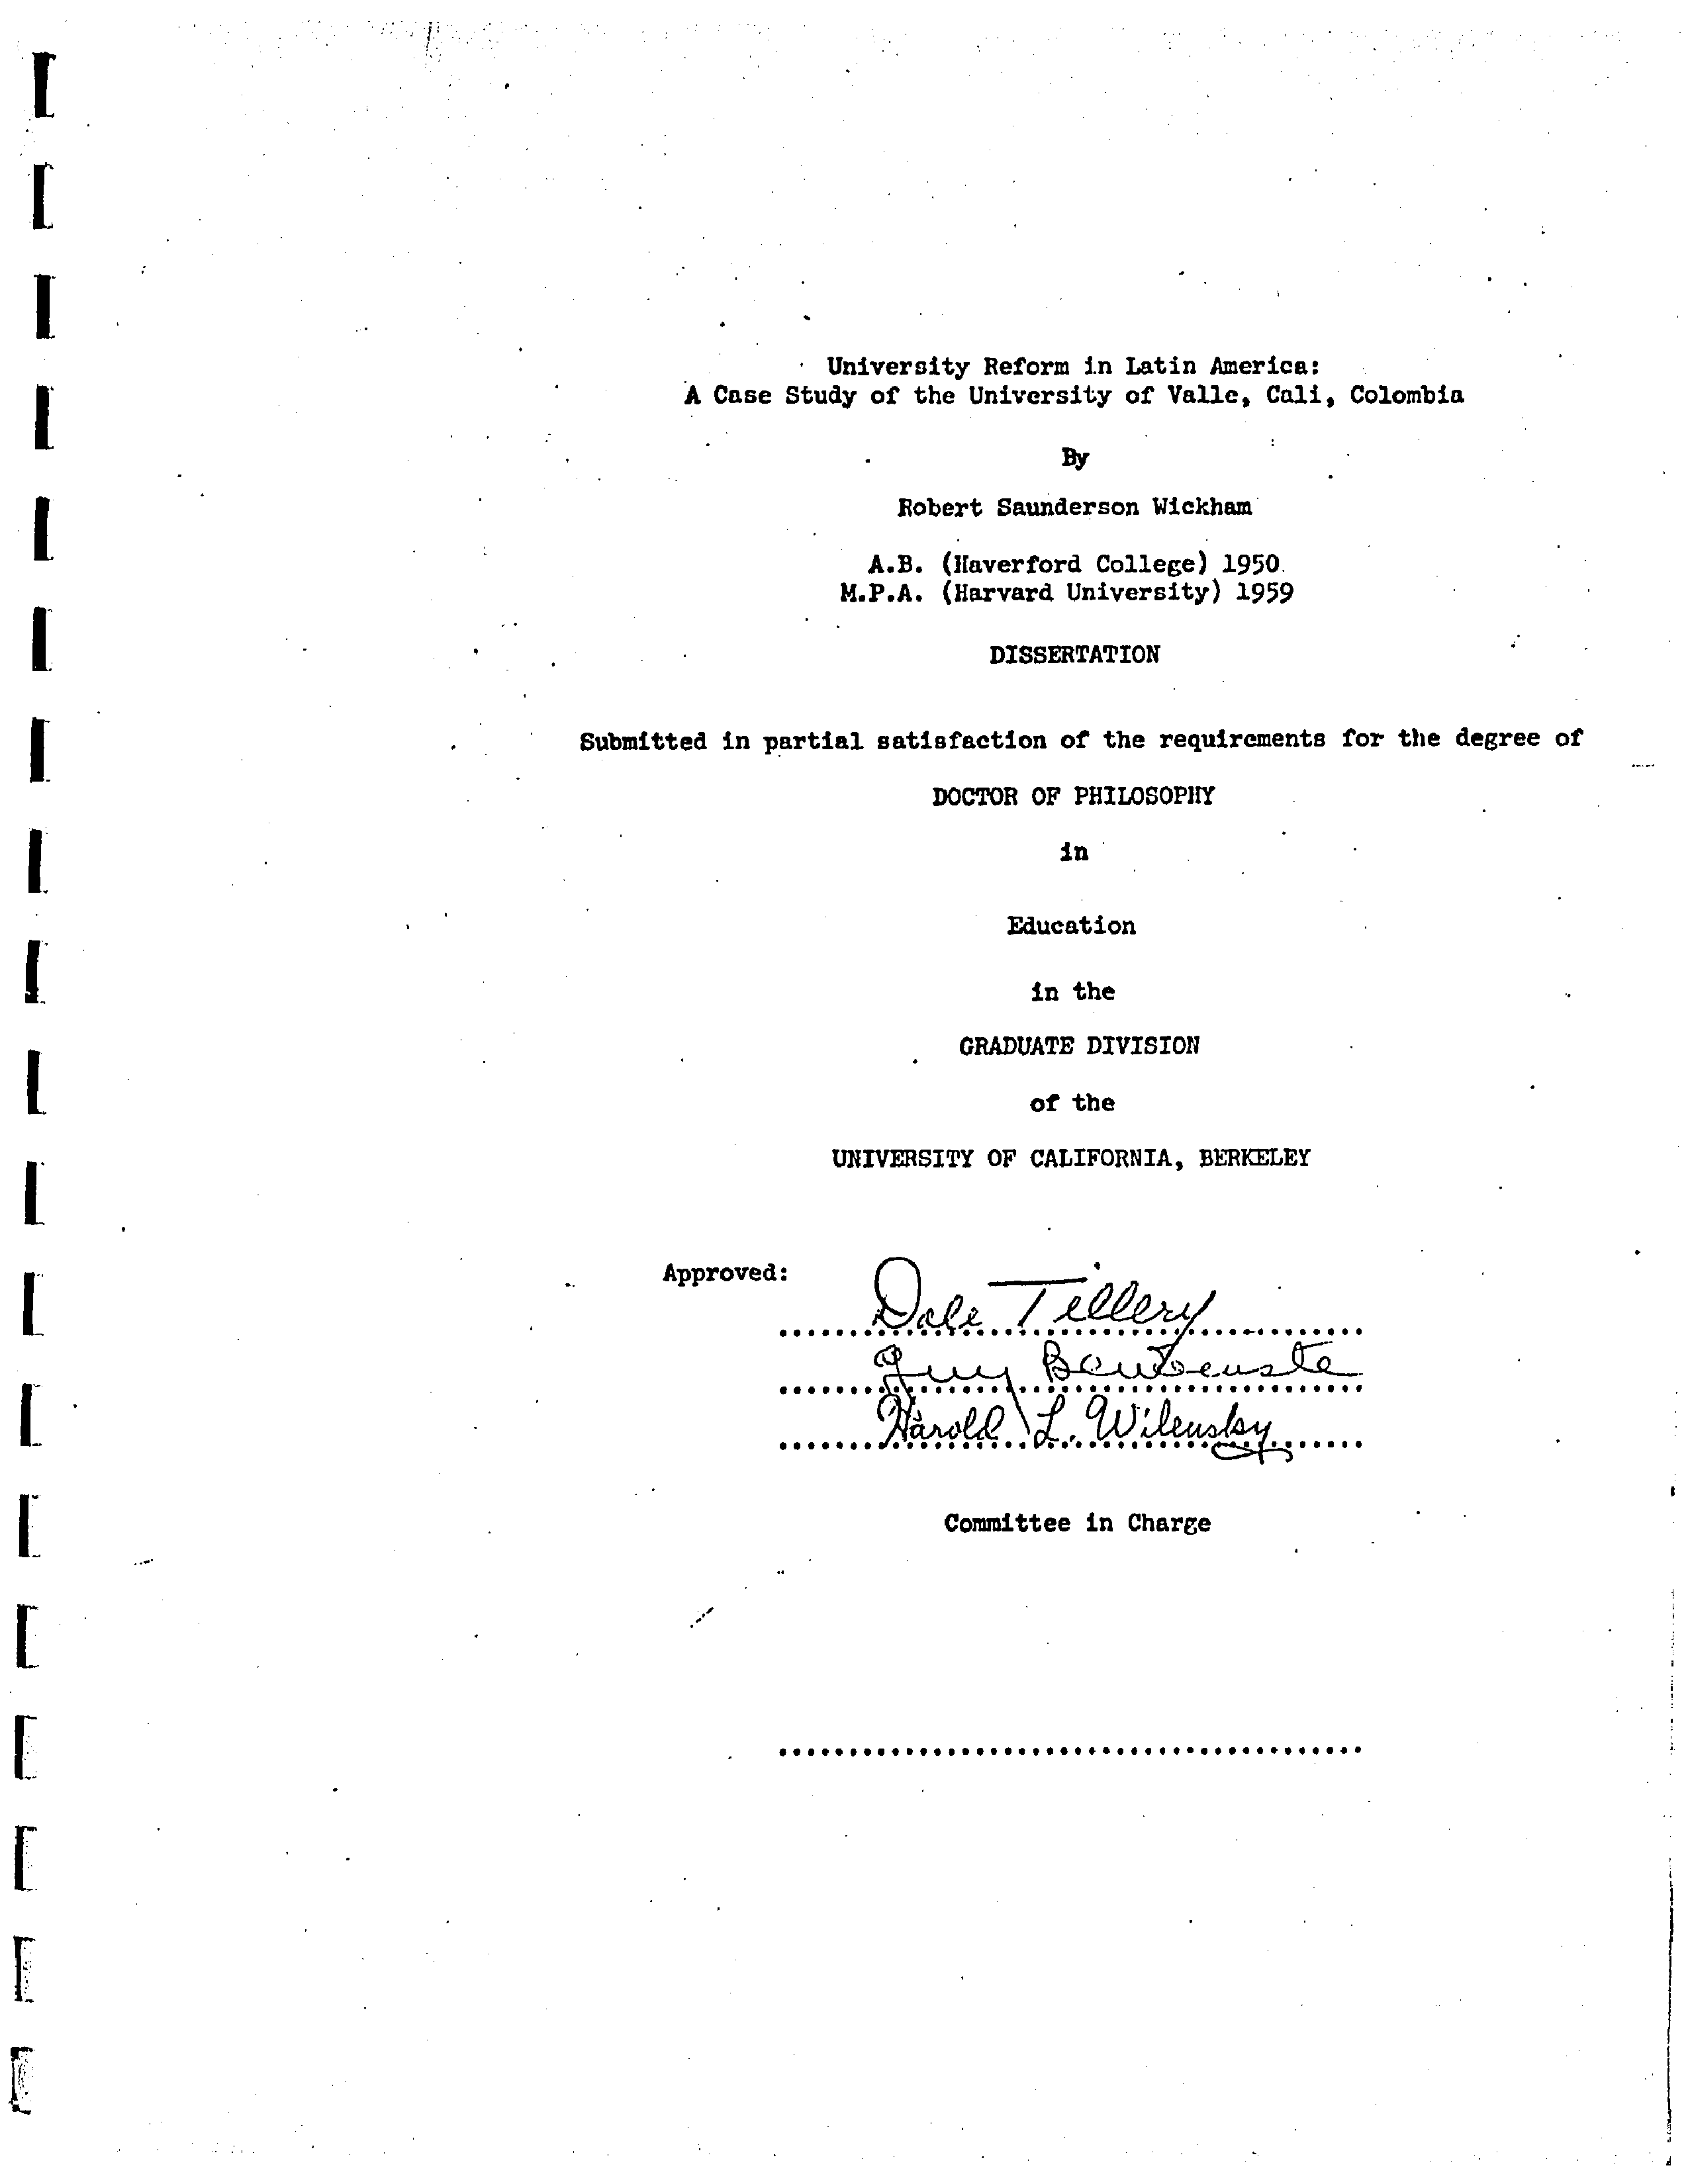 University Reform in Latin America:
A Case Study of the University of Valle, Cali, Colombia
By
Robert Saunderson Wickham
A.B. (Haverford College) 1950
M.P.A. (Harvard University) 1959
DISSERTATION
Submitted in partial satisfaction of the requirements for the degree of
DOCTOR OF PHILOSOPHY
in
Education
in the
GRADUATE DIVISION
of the
UNIVERSITY OF CALIFORNIA, BERKELEY
Approved:
Dale Tillery
Guy
Harold L. Wilensky
Committee in Charge